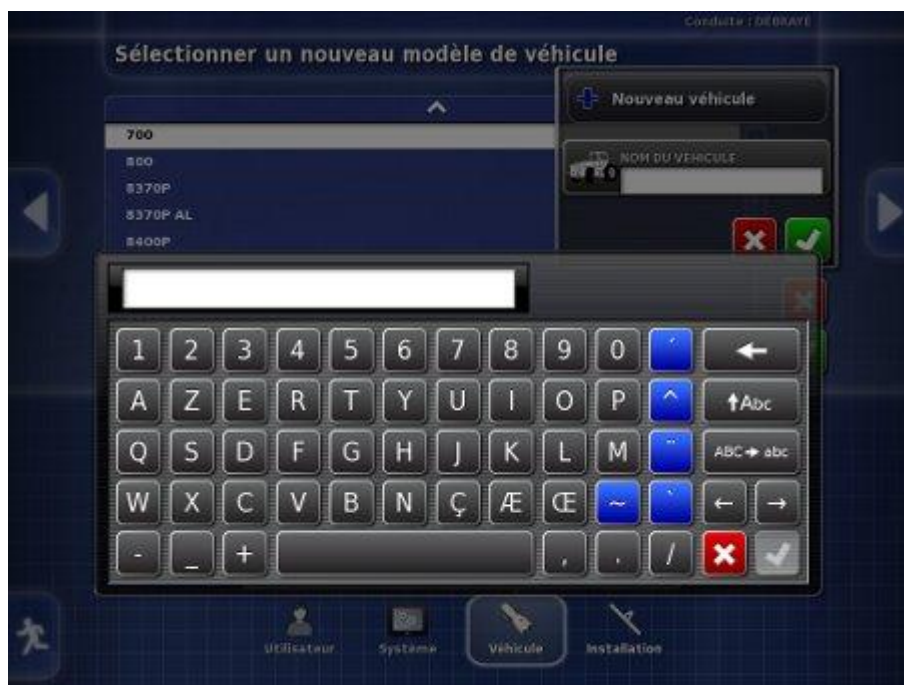 Conduite : DÉBRAYÉ
Sélectionner un nouveau modèle de véhicule
Nouveau véhicule
700
800
8370P
8370P AL
8400P
NOM DU VEHICULE
1 2 3 4 5 6 7 8 9 0 ´
A Z E R T Y U I O P ^ Abc
Q S D F G H J K L M ¨ ABC → abc
W X C V B N Ç Æ Œ ~ ` ← →
- _ + , . /
Utilisateur Système Véhicule Installation